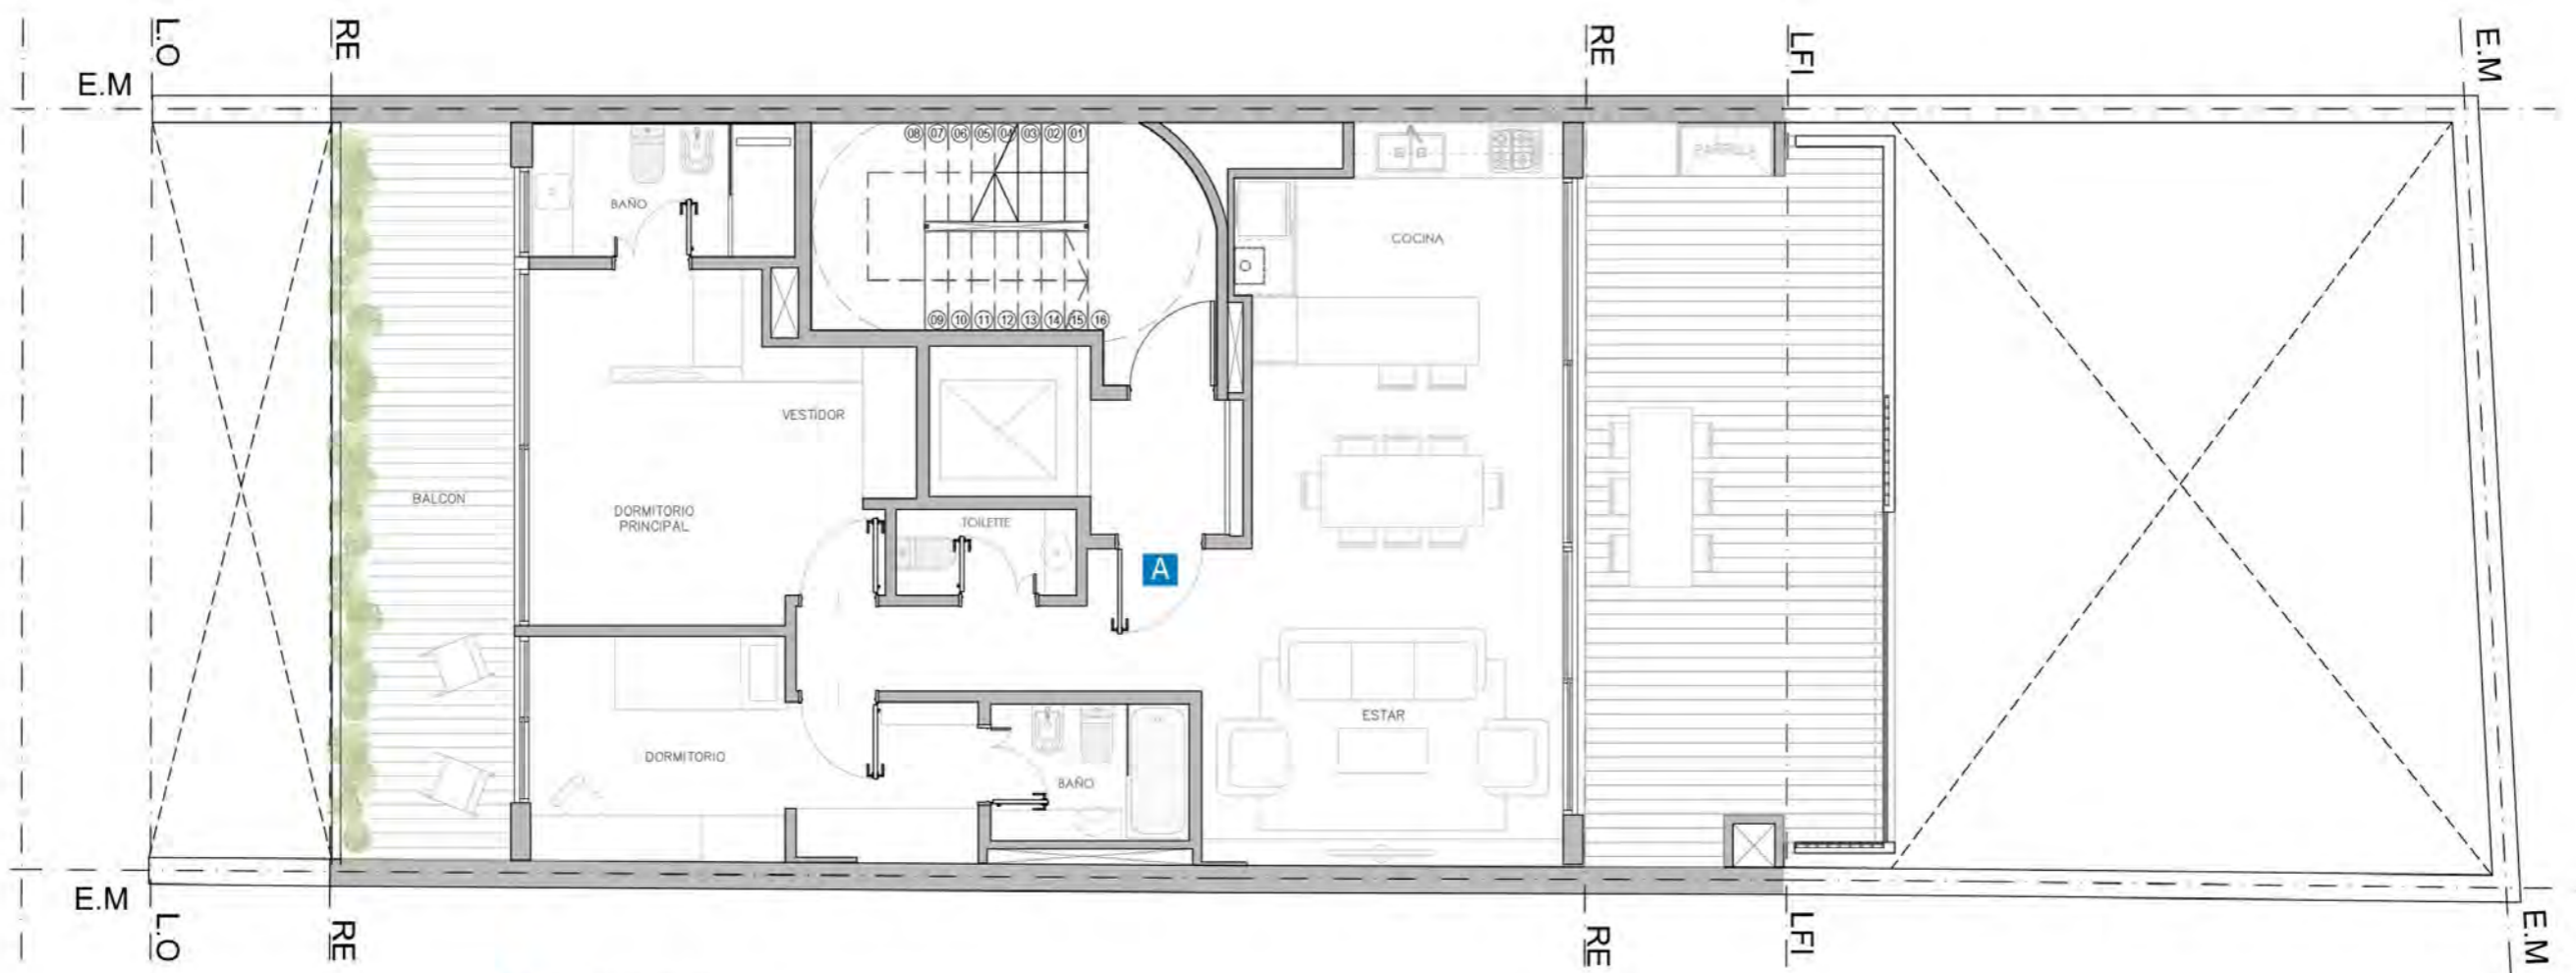 L.O
RE
RE
LFI
E.M
E.M
08 07 06 05 04 03 02 01
PARRILLA
BAÑO
COCINA
09 10 11 12 13 14 15 16
VESTIDOR
BALCON
DORMITORIO
PRINCIPAL
TOILETTE
A
ESTAR
DORMITORIO
BAÑO
E.M
L.O
RE
RE
LFI
E.M